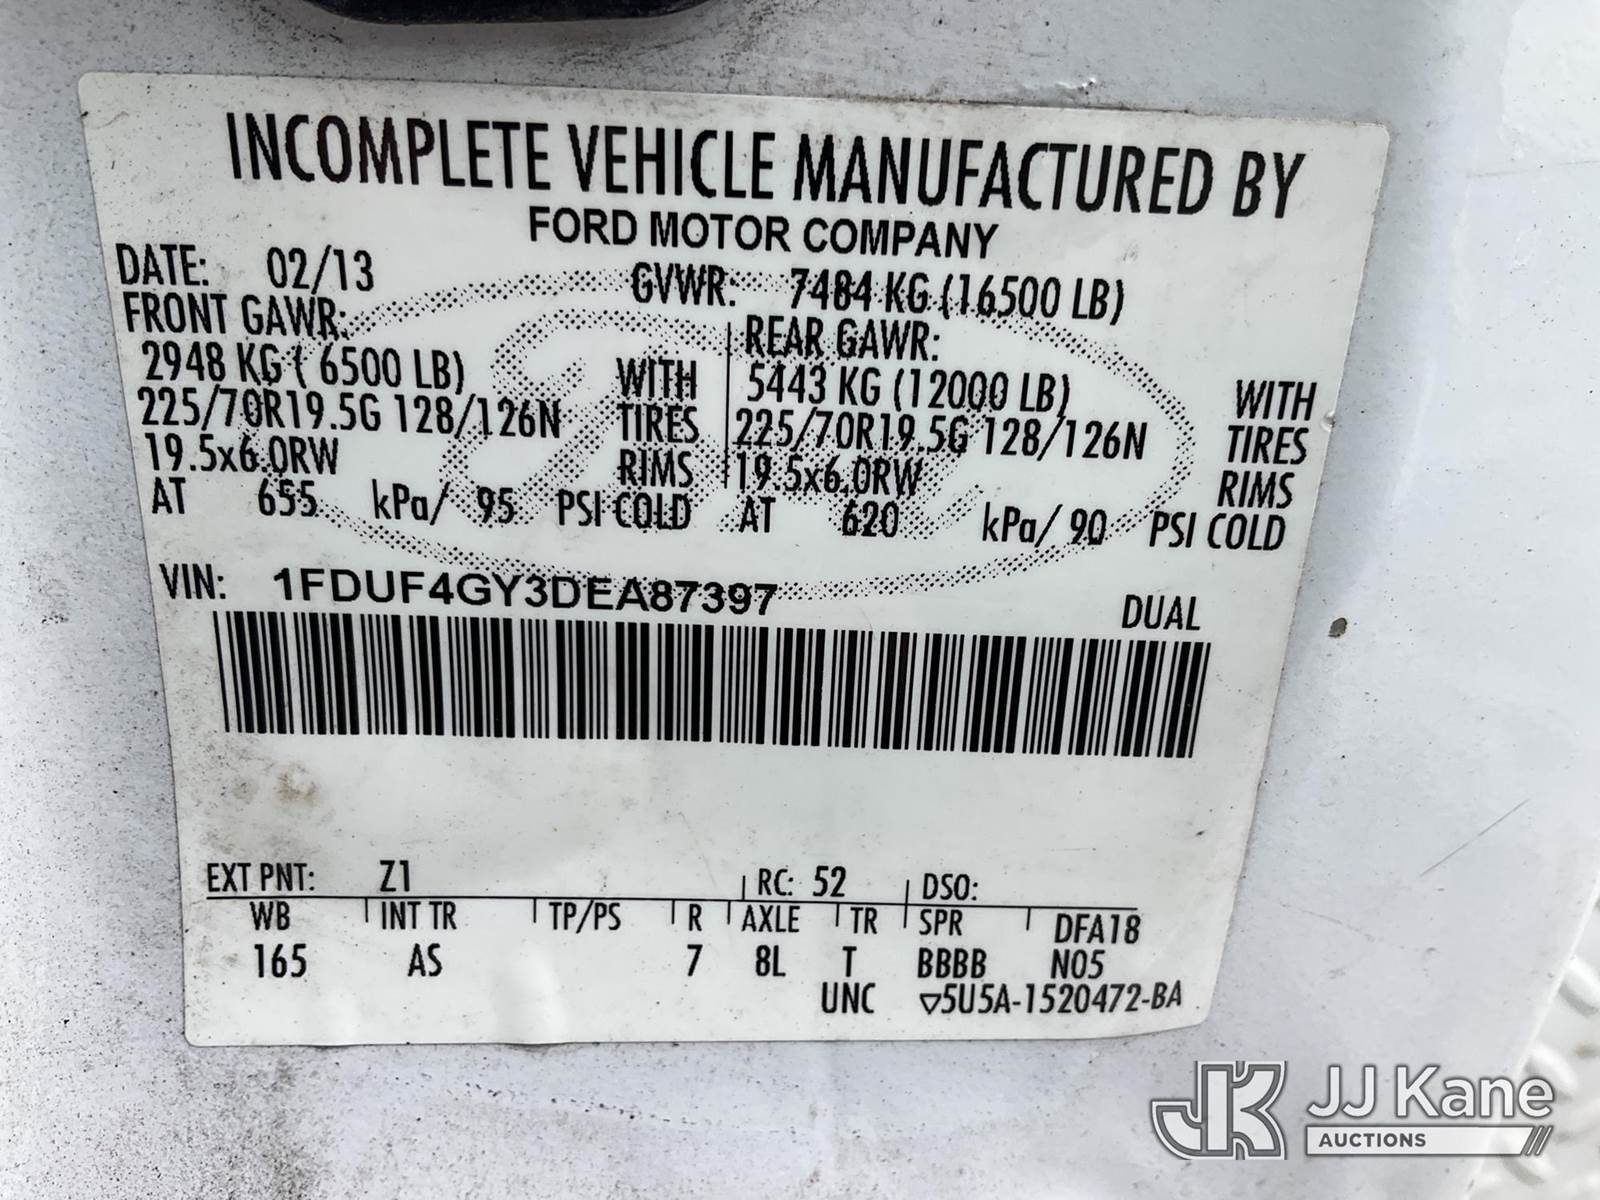 INCOMPLETE VEHICLE MANUFACTURED BY
FORD MOTOR COMPANY
DATE: 02/13 GVWR: 7484 KG (16500 LB)
FRONT GAWR: REAR GAWR:
2948 KG ( 6500 LB) WITH 5443 KG (12000 LB) WITH
225/70R19.5G 128/126N TIRES 225/70R19.5G 128/126N TIRES
19.5x6.0RW RIMS 19.5x6.0RW RIMS
AT 655 kPa/ 95 PSI COLD AT 620 kPa/ 90 PSI COLD
VIN: 1FDUF4GY3DEA87397
DUAL
EXT PNT: Z1 RC: 52 DSO:
WB INT TR TP/PS R AXLE TR SPR DFA18
165 AS 7 8L T BBBB N05
UNC ▽5U5A-1520472-BA
JK JJ Kane
AUCTIONS